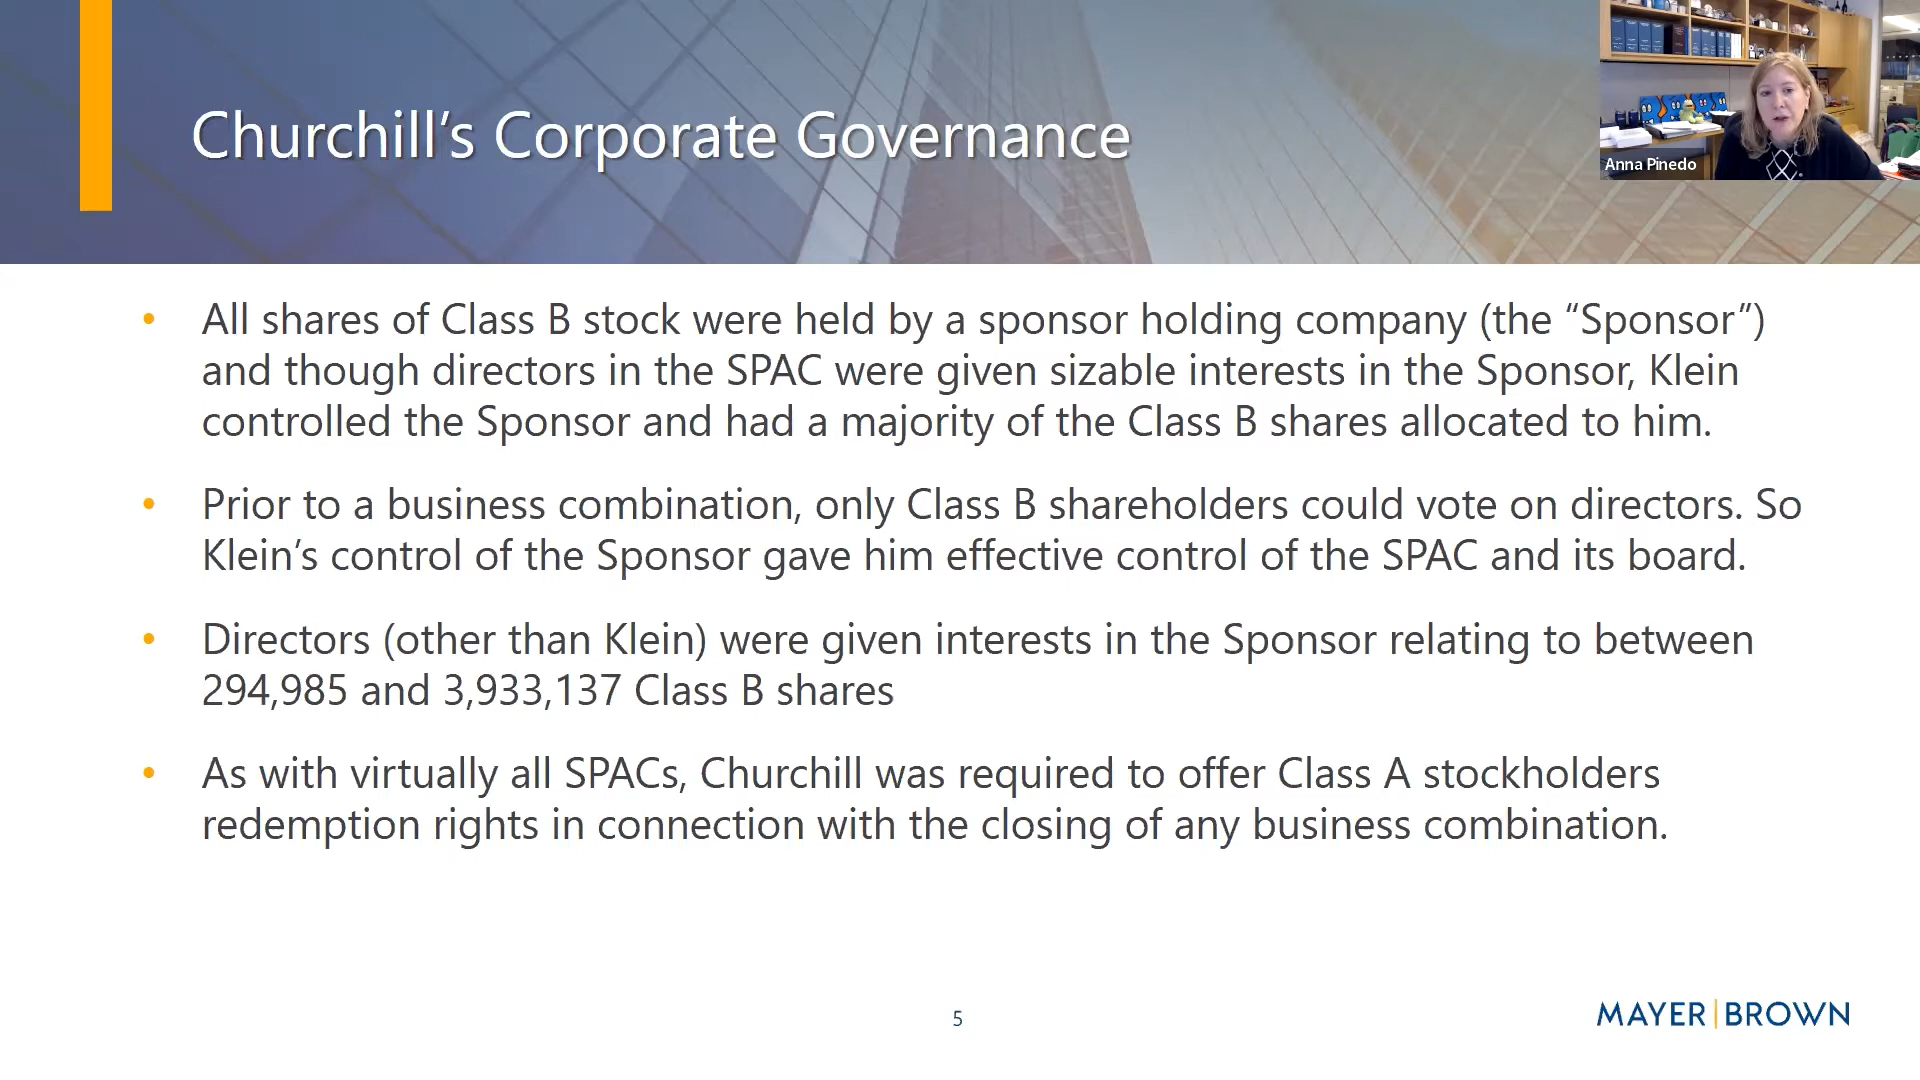 Churchill’s Corporate Governance
Anna Pinedo
• All shares of Class B stock were held by a sponsor holding company (the “Sponsor”)
and though directors in the SPAC were given sizable interests in the Sponsor, Klein
controlled the Sponsor and had a majority of the Class B shares allocated to him.
• Prior to a business combination, only Class B shareholders could vote on directors. So
Klein’s control of the Sponsor gave him effective control of the SPAC and its board.
• Directors (other than Klein) were given interests in the Sponsor relating to between
294,985 and 3,933,137 Class B shares
• As with virtually all SPACs, Churchill was required to offer Class A stockholders
redemption rights in connection with the closing of any business combination.
5
MAYER|BROWN